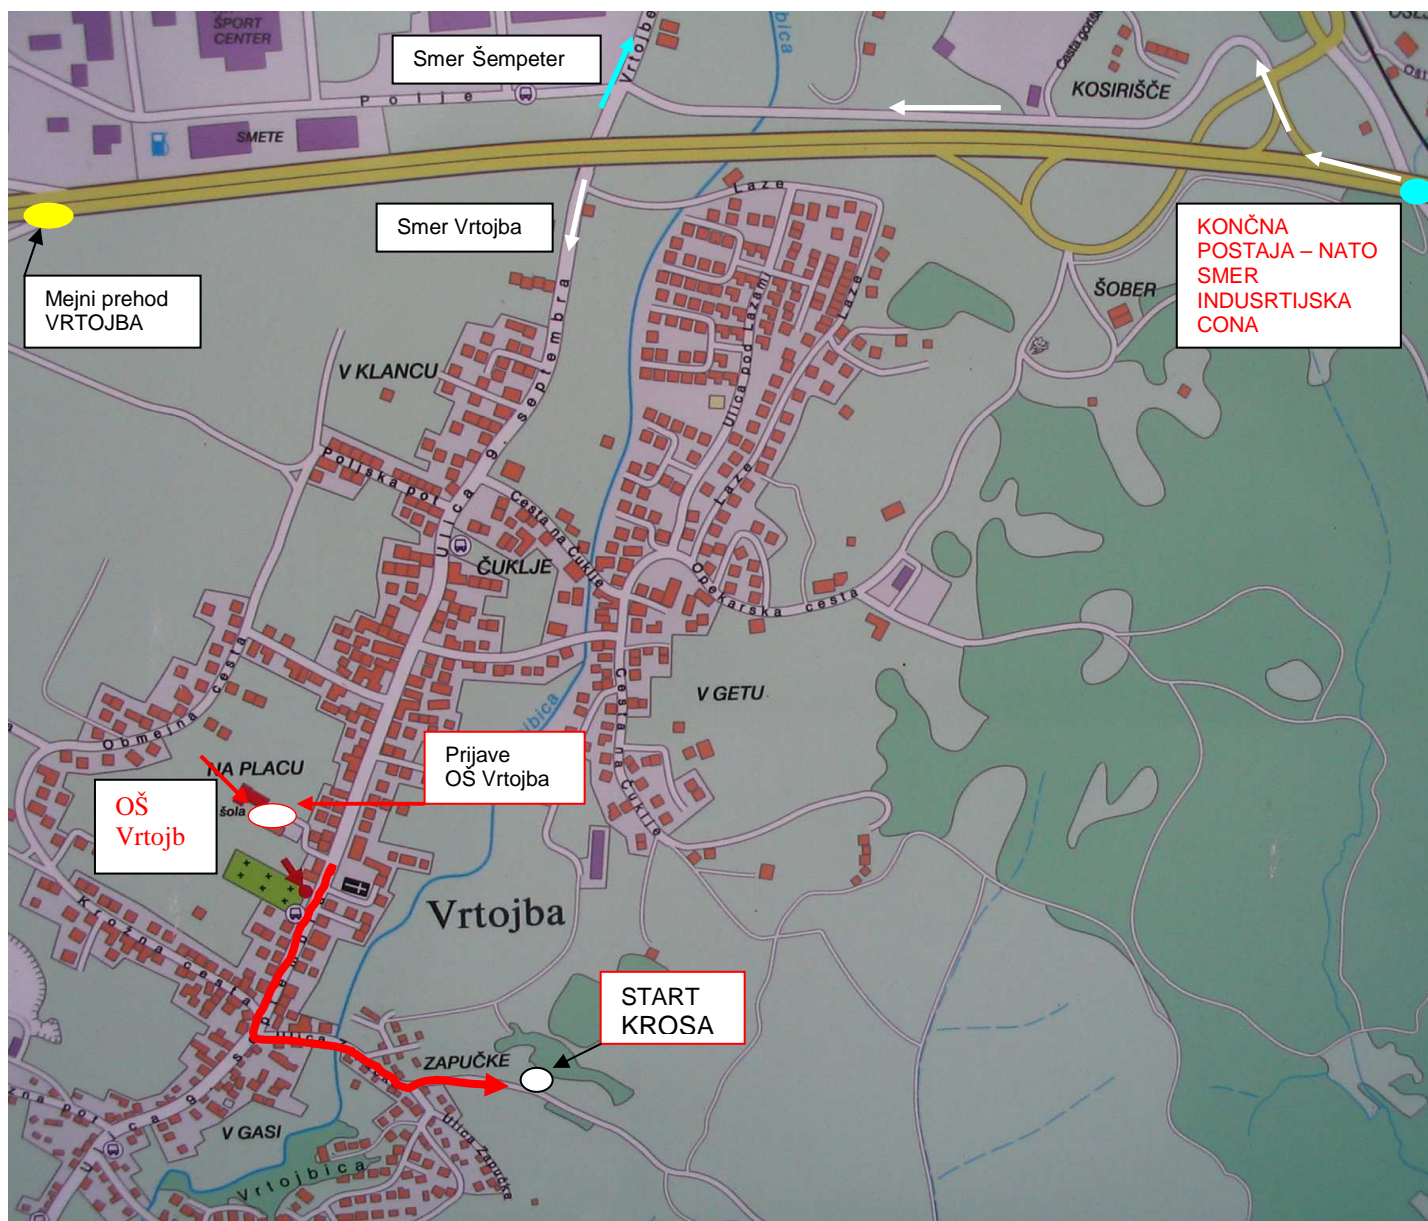 ŠPORT
CENTER
Smer Šempeter
Vrtojbe
Cesta goriške
KOSIRIŠČE
Polje
SMETE
Laze
Smer Vrtojba
KONČNA
POSTAJA – NATO
SMER
INDUSRTIJSKA
CONA
Mejni prehod
VRTOJBA
ŠOBER
V KLANCU
Ulica 9. septembra
Ulica pod Lazami
Laze
Poljska pot
Laze
Cesta na Čuklje
ČUKLJE
Opekarska cesta
V GETU
Obmejna cesta
Cesta na Čuklje
NA PLACU
Prijave
OŠ Vrtojba
OŠ
Vrtojb
šola
Vrtojba
Krožna cesta
START
KROSA
ZAPUČKE
V GASI
Ulica Zapučke
Vrtojbica